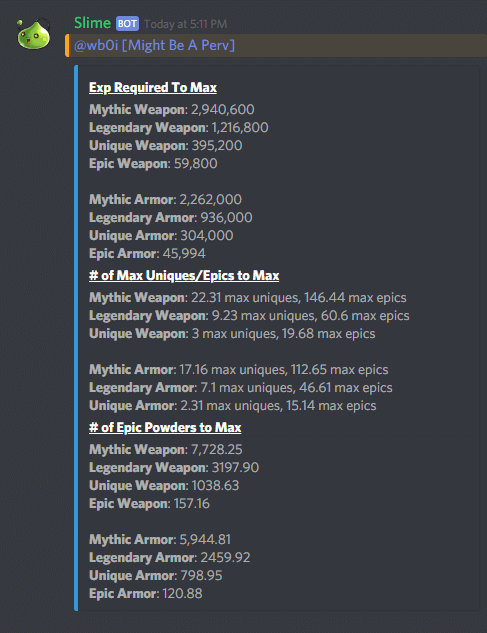 Slime BOT Today at 5:11 PM
@wb0i [Might Be A Perv]
Exp Required To Max
Mythic Weapon: 2,940,600
Legendary Weapon: 1,216,800
Unique Weapon: 395,200
Epic Weapon: 59,800
Mythic Armor: 2,262,000
Legendary Armor: 936,000
Unique Armor: 304,000
Epic Armor: 45,994
# of Max Uniques/Epics to Max
Mythic Weapon: 22.31 max uniques, 146.44 max epics
Legendary Weapon: 9.23 max uniques, 60.6 max epics
Unique Weapon: 3 max uniques, 19.68 max epics
Mythic Armor: 17.16 max uniques, 112.65 max epics
Legendary Armor: 7.1 max uniques, 46.61 max epics
Unique Armor: 2.31 max uniques, 15.14 max epics
# of Epic Powders to Max
Mythic Weapon: 7,728.25
Legendary Weapon: 3197.90
Unique Weapon: 1038.63
Epic Weapon: 157.16
Mythic Armor: 5,944.81
Legendary Armor: 2459.92
Unique Armor: 798.95
Epic Armor: 120.88